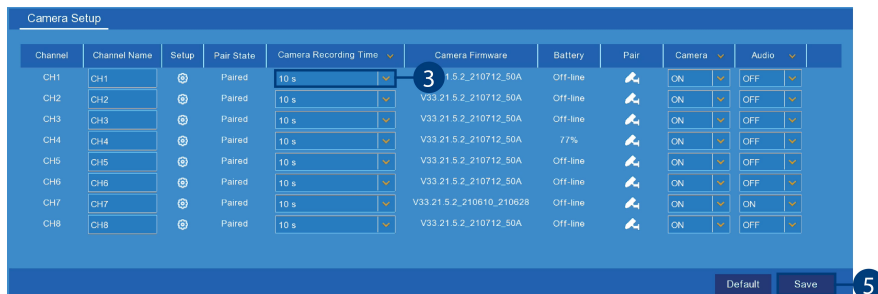 Camera Setup
Channel Channel Name Setup Pair State Camera Recording Time Camera Firmware Battery Pair Camera Audio
CH1 CH1 Paired 10 s 3 .5.2_210712_50A Off-line ON OFF
CH2 CH2 Paired 10 s V33.21.5.2_210712_50A Off-line ON OFF
CH3 CH3 Paired 10 s V33.21.5.2_210712_50A Off-line ON OFF
CH4 CH4 Paired 10 s V33.21.5.2_210712_50A 77% ON OFF
CH5 CH5 Paired 10 s V33.21.5.2_210712_50A Off-line ON OFF
CH6 CH6 Paired 10 s V33.21.5.2_210712_50A Off-line ON OFF
CH7 CH7 Paired 10 s V33.21.5.2_210610_210628 Off-line ON ON
CH8 CH8 Paired 10 s V33.21.5.2_210712_50A Off-line ON OFF
Default Save 5